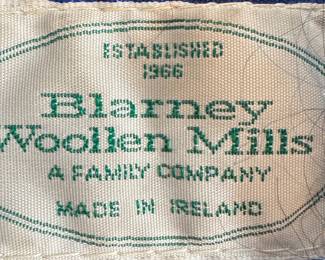 ESTABLISHED
1966
Blarney
Woollen Mills
A FAMILY COMPANY
MADE IN IRELAND